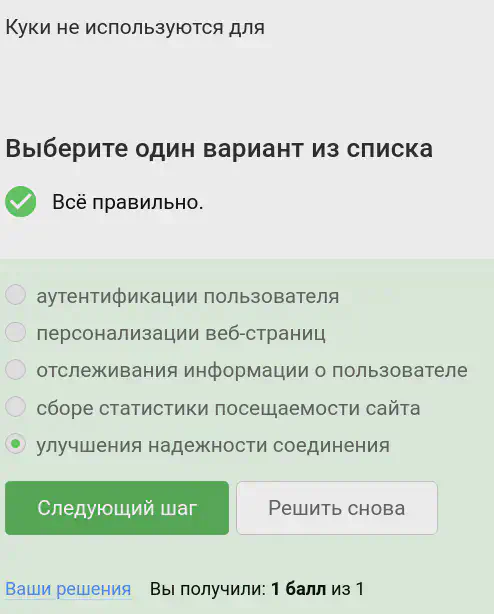 Куки не используются для
Выберите один вариант из списка
Всё правильно.
аутентификации пользователя
персонализации веб-страниц
отслеживания информации о пользователе
сборе статистики посещаемости сайта
улучшения надежности соединения
Следующий шаг Решить снова
Ваши решения Вы получили: 1 балл из 1